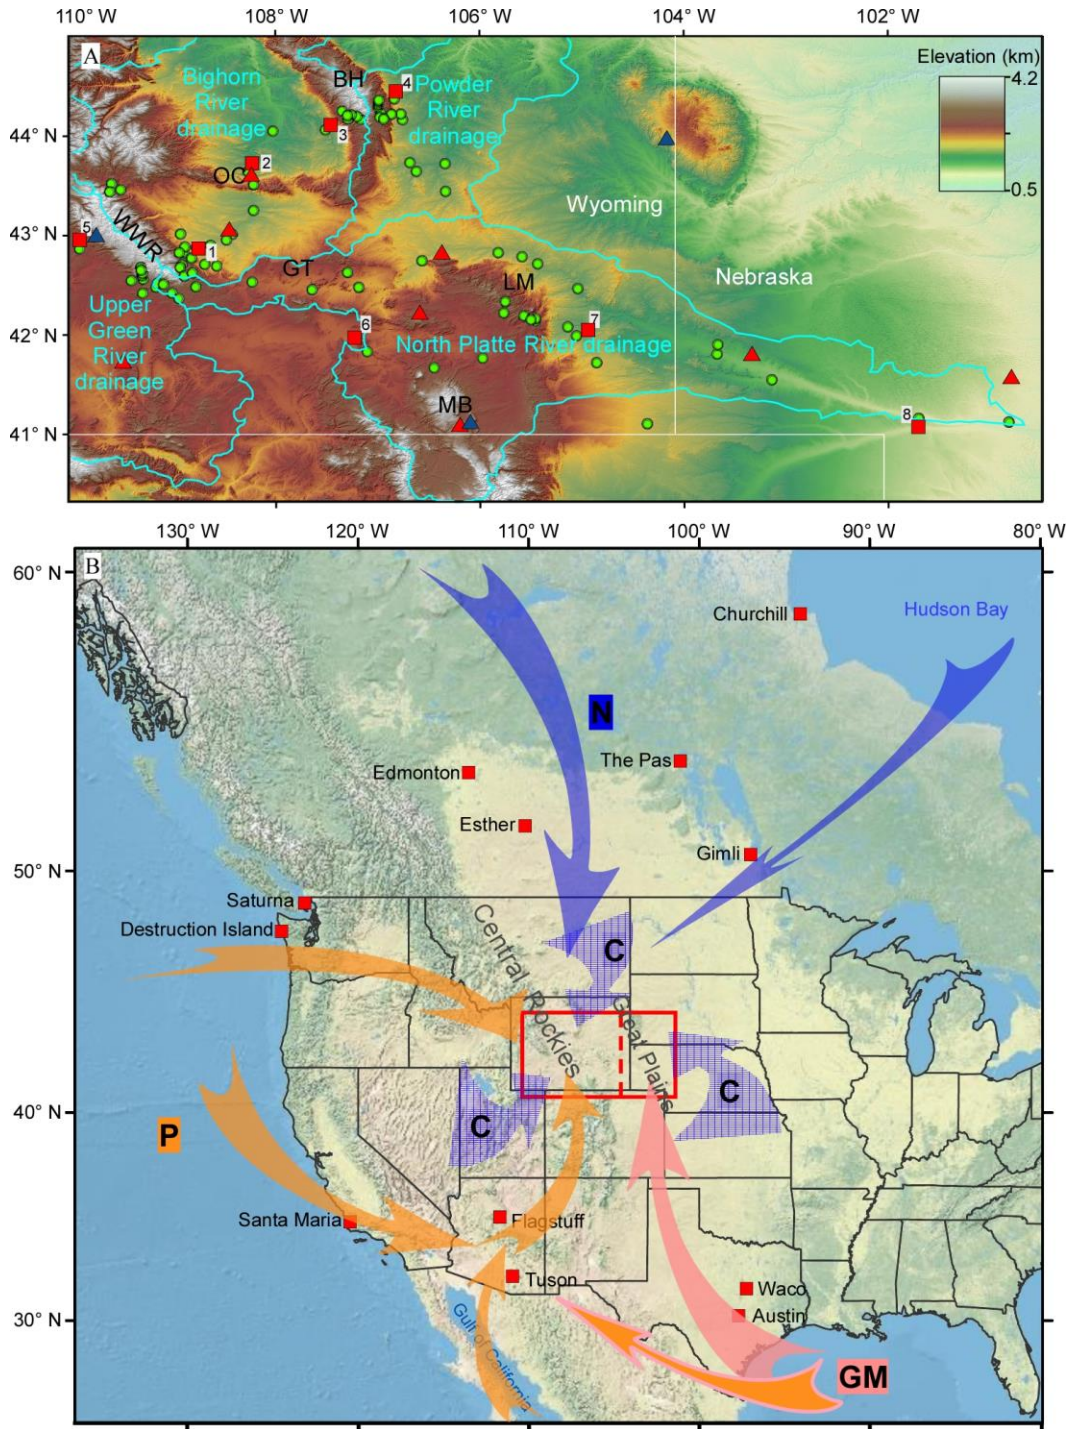 110° W 108° W 106° W 104° W 102° W
A
Elevation (km)
4.2
0.5
Bighorn
River
drainage
BH
4
Powder
River
drainage
44° N
3
2
OC
Wyoming
43° N
5
WWR
1
GT
LM
Nebraska
Upper
Green
River
drainage
42° N
6
7
North Platte River drainage
MB
8
41° N
130° W 120° W 110° W 100° W 90° W 80° W
B
60° N
Churchill
Hudson Bay
N
The Pas
Edmonton
Esther
Gimli
50° N
Saturna
Destruction Island
Central Rockies
C
Great Plains
C
C
40° N
P
Santa Maria
Flagstuff
Tuson
Waco
Austin
30° N
Gulf of California
GM